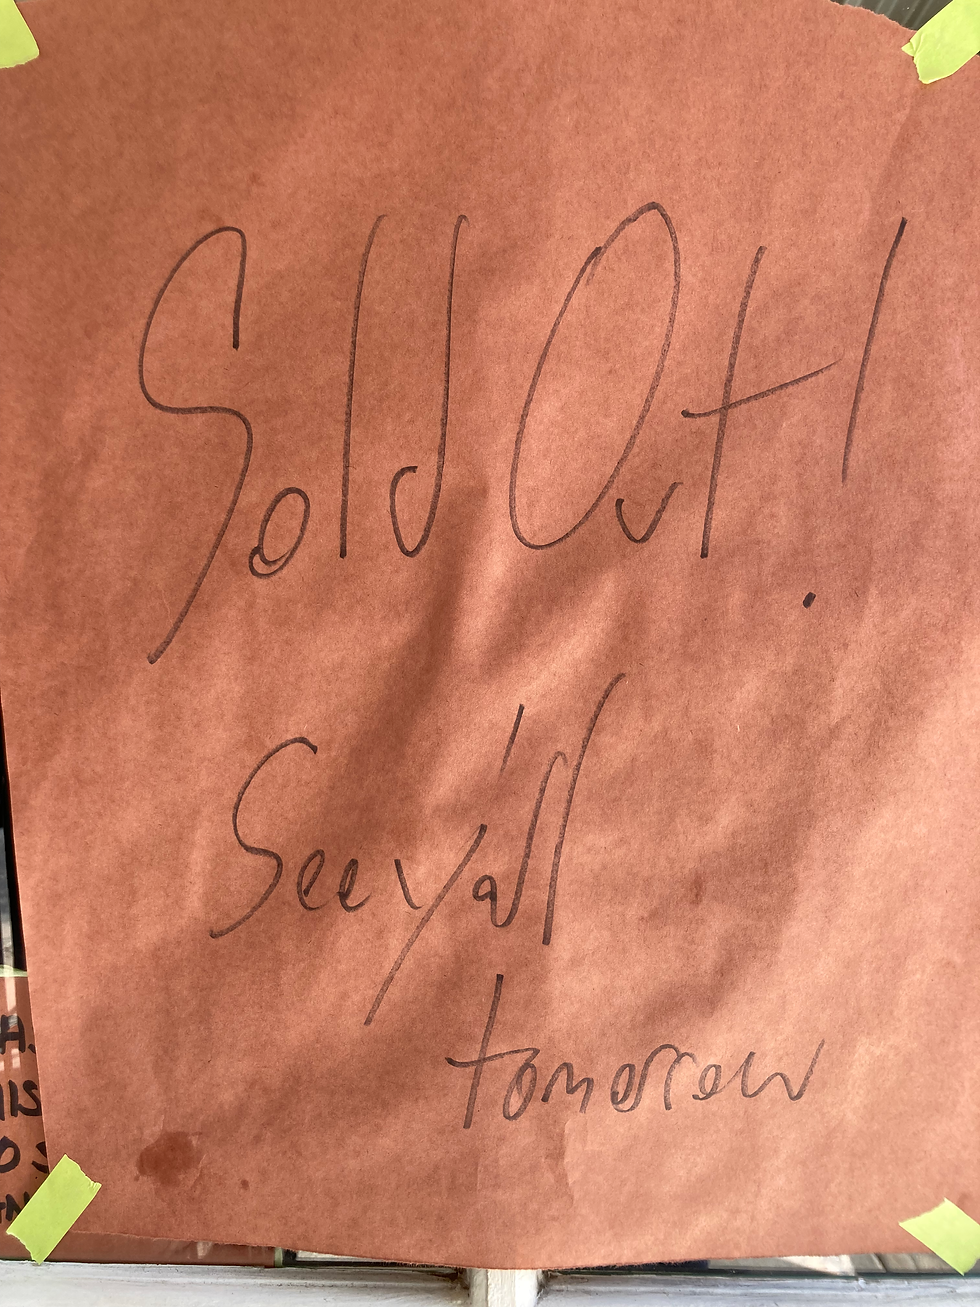 Sold Out!
See y'all
tomorrow